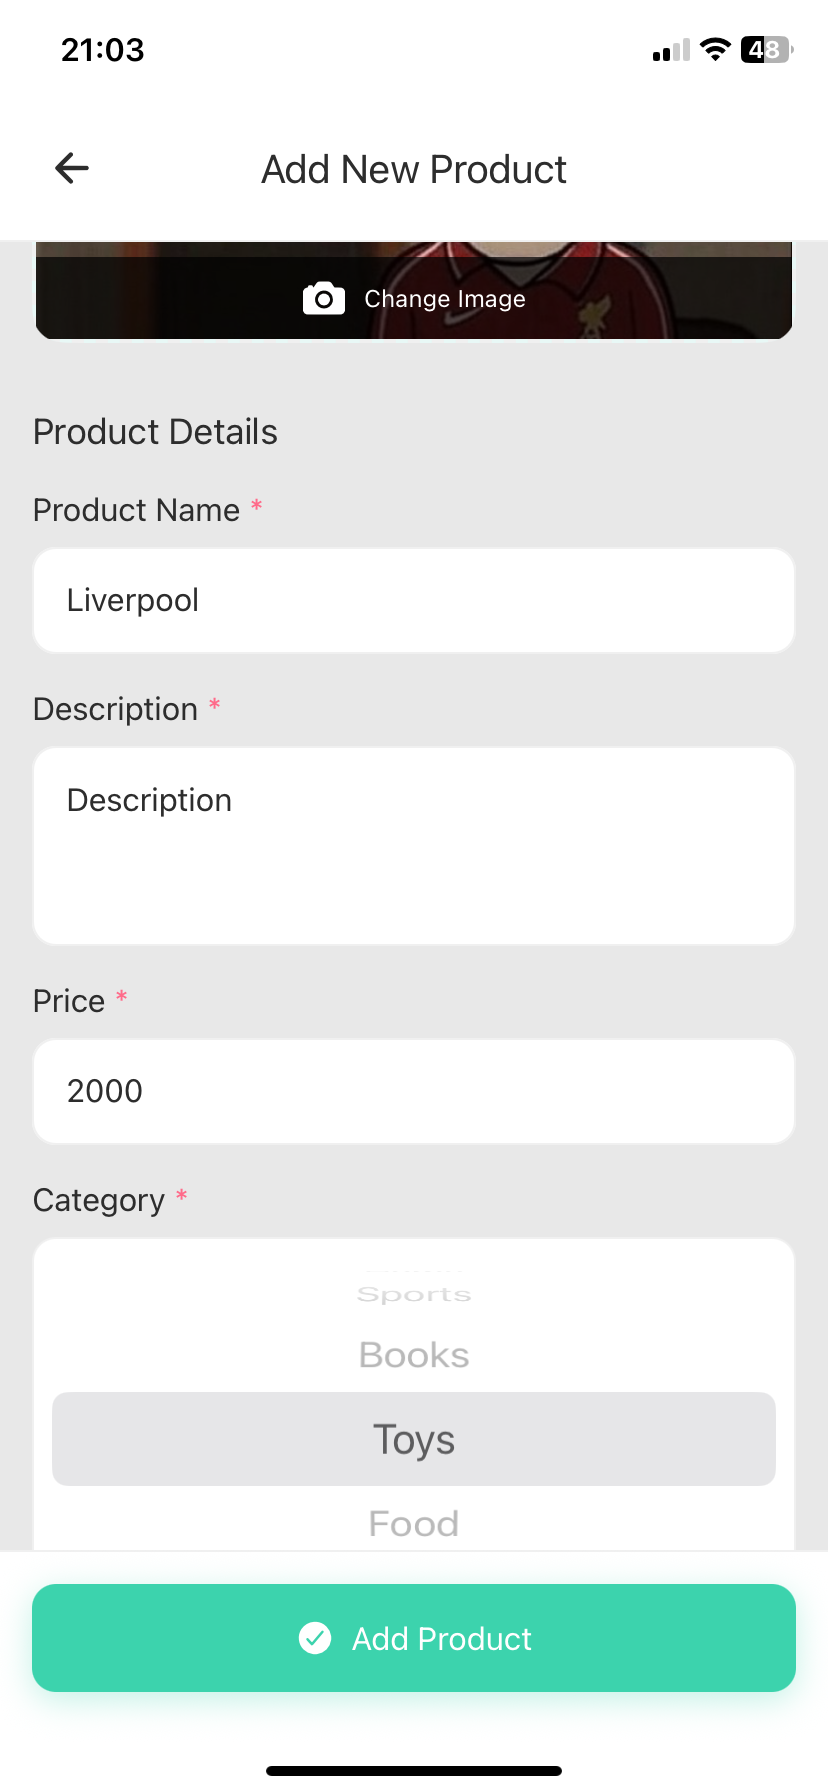 21:03
48
Add New Product
Change Image
Product Details
Product Name *
Liverpool
Description *
Description
Price *
2000
Category *
Sports
Books
Toys
Food
Add Product